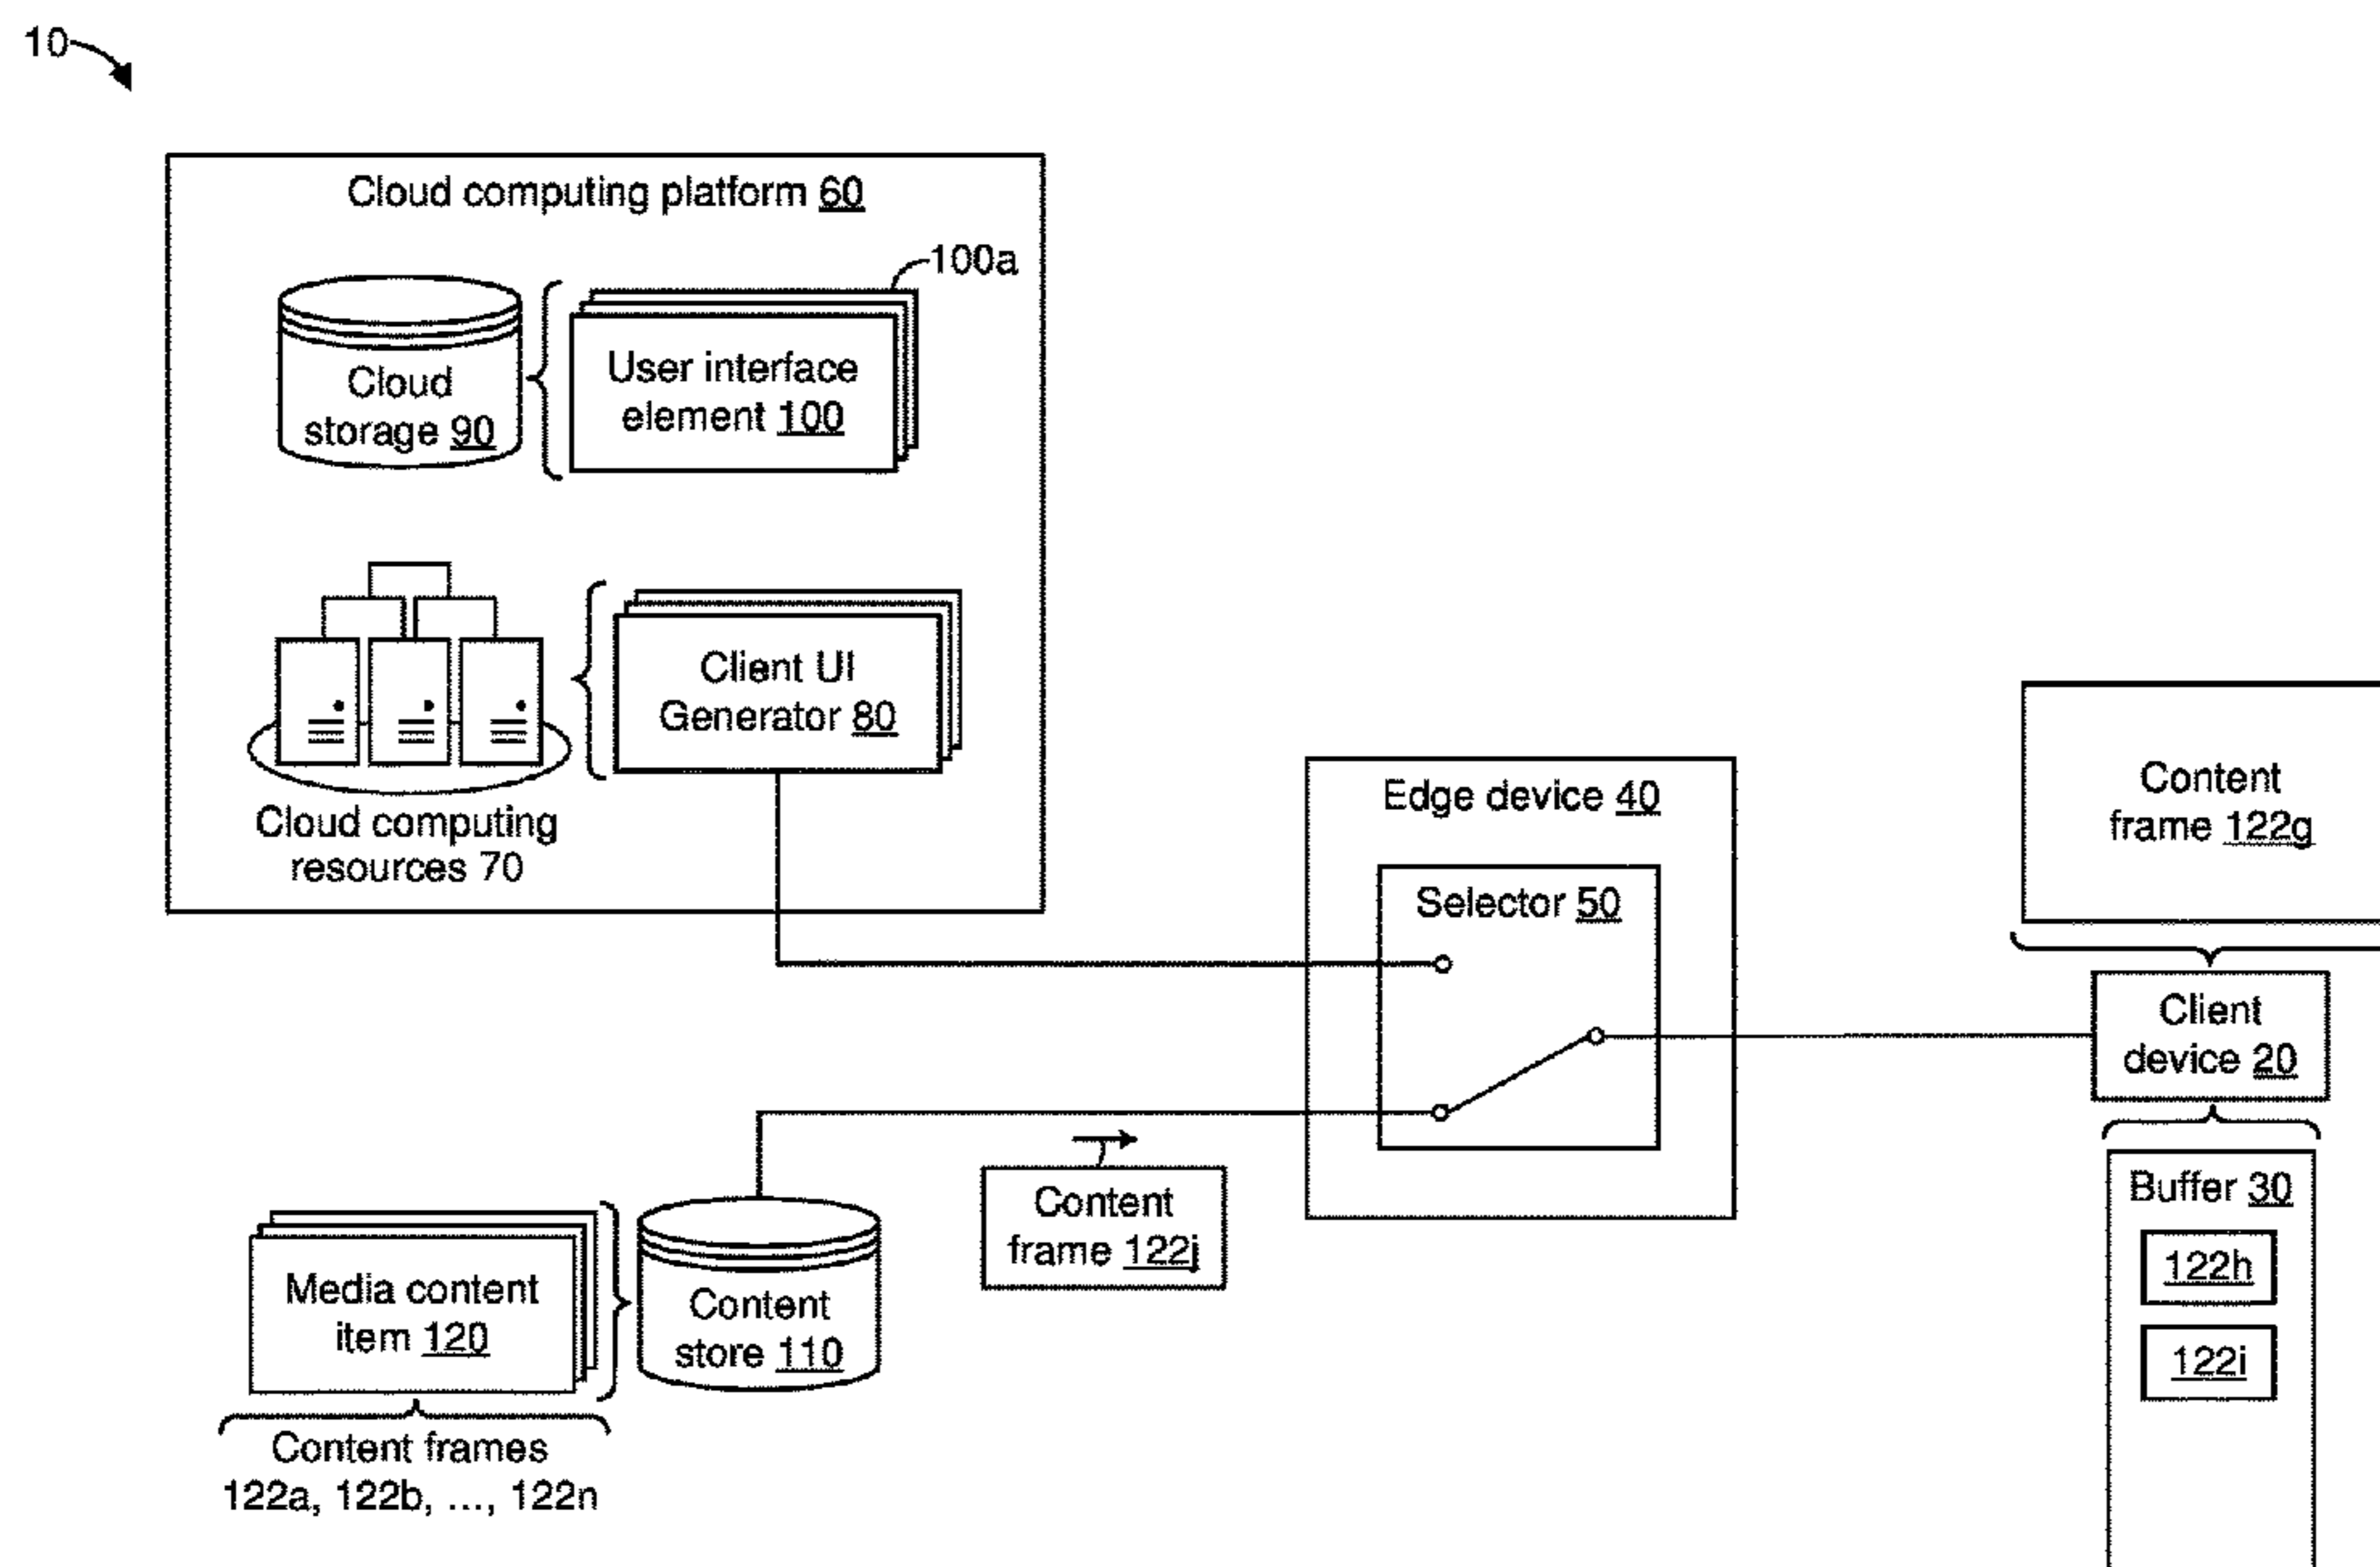 10
Cloud computing platform 60
100a
Cloud
storage 90
User interface
element 100
Client UI
Generator 80
Cloud computing
resources 70
Edge device 40
Selector 50
Content
frame 122g
Client
device 20
Buffer 30
122h
122i
Content
frame 122j
Media content
item 120
Content
store 110
Content frames
122a, 122b, ..., 122n